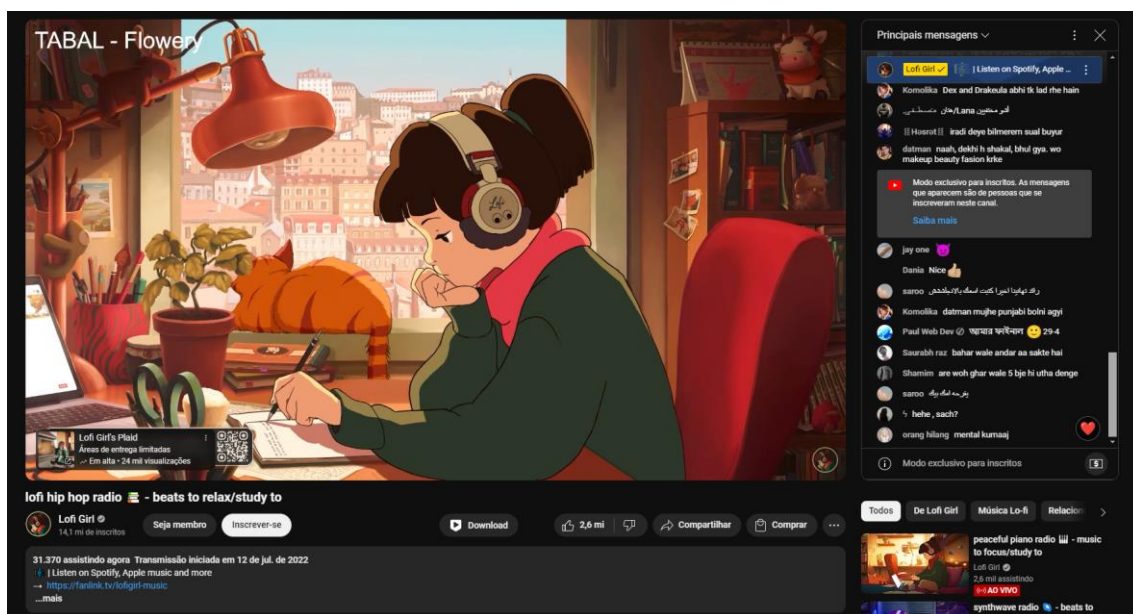 TABAL - Flowery
Lofi
Lofi Girl's Plaid
Áreas de entrega limitadas
Em alta • 24 mil visualizações
lofi hip hop radio 📚 - beats to relax/study to
Lofi Girl
14,1 mi de inscritos
Seja membro
Inscrever-se
Download
2,6 mi
Compartilhar
Comprar
31.370 assistindo agora Transmissão iniciada em 12 de jul. de 2022
| Listen on Spotify, Apple music and more
→ https://fanlink.tv/lofigirl-music
...mais
Principais mensagens
Lofi Girl | Listen on Spotify, Apple ...
Komolika Dex and Drakeula abhi tk lad rhe hain
Lana/
Hasrat iradi deye bilmerem sual buyur
datman naah, dekhi h shakal, bhul gya. wo
makeup beauty fasion krke
Modo exclusivo para inscritos. As mensagens
que aparecem são de pessoas que se
inscreveram neste canal.
Saiba mais
jay one 😈
Dania Nice 👍
saroo
Komolika datman mujhe punjabi bolni agyi
Paul Web Dev আমার ফাইনাল 🙂 29-4
Saurabh raz bahar wale andar aa sakte hai
Shamim are woh ghar wale 5 bje hi utha denge
saroo
hehe , sach?
orang hilang mental kumaaj
Modo exclusivo para inscritos
Todos
De Lofi Girl
Música Lo-fi
Relacion
peaceful piano radio 🎹 - music
to focus/study to
Lofi Girl
2,6 mil assistindo
AO VIVO
synthwave radio 🌌 - beats to